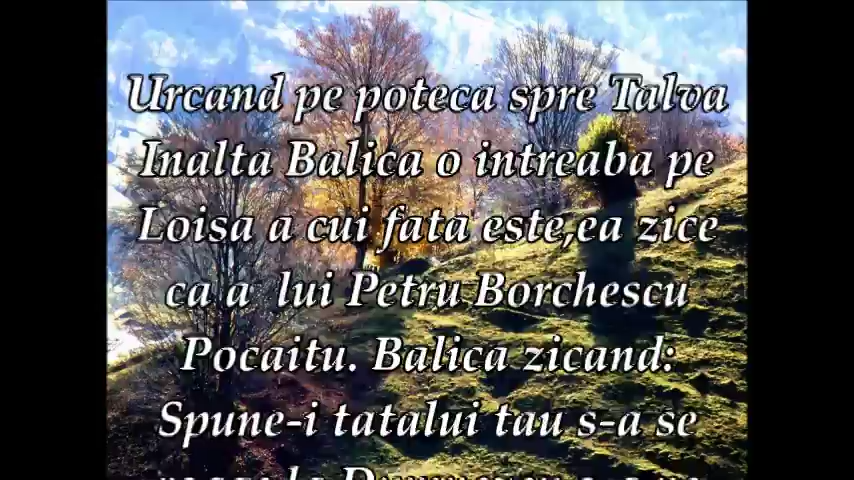 Urcand pe poteca spre Talva
Inalta Balica o intreaba pe
Loisa a cui fata este,ea zice
ca a lui Petru Borchescu
Pocaitu. Balica zicand:
Spune-i tatalui tau s-a se